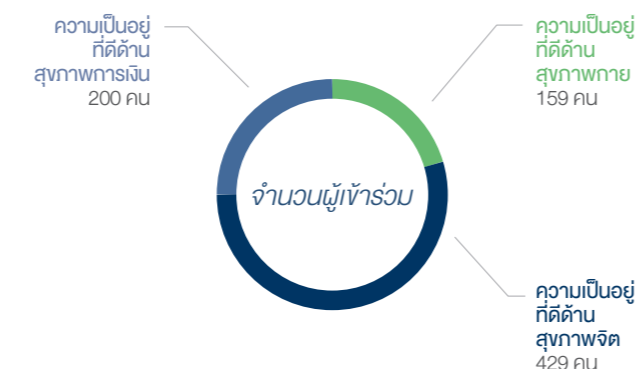 ความเป็นอยู่
ที่ดีด้าน
สุขภาพการเงิน
200 คน
ความเป็นอยู่
ที่ดีด้าน
สุขภาพกาย
159 คน
จำนวนผู้เข้าร่วม
ความเป็นอยู่
ที่ดีด้าน
สุขภาพจิต
429 คน